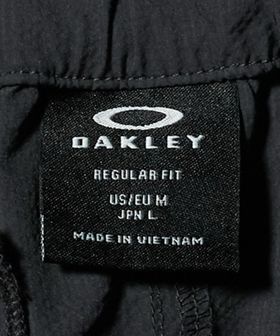 OAKLEY
REGULAR FIT
US/EU M
JPN L
MADE IN VIETNAM